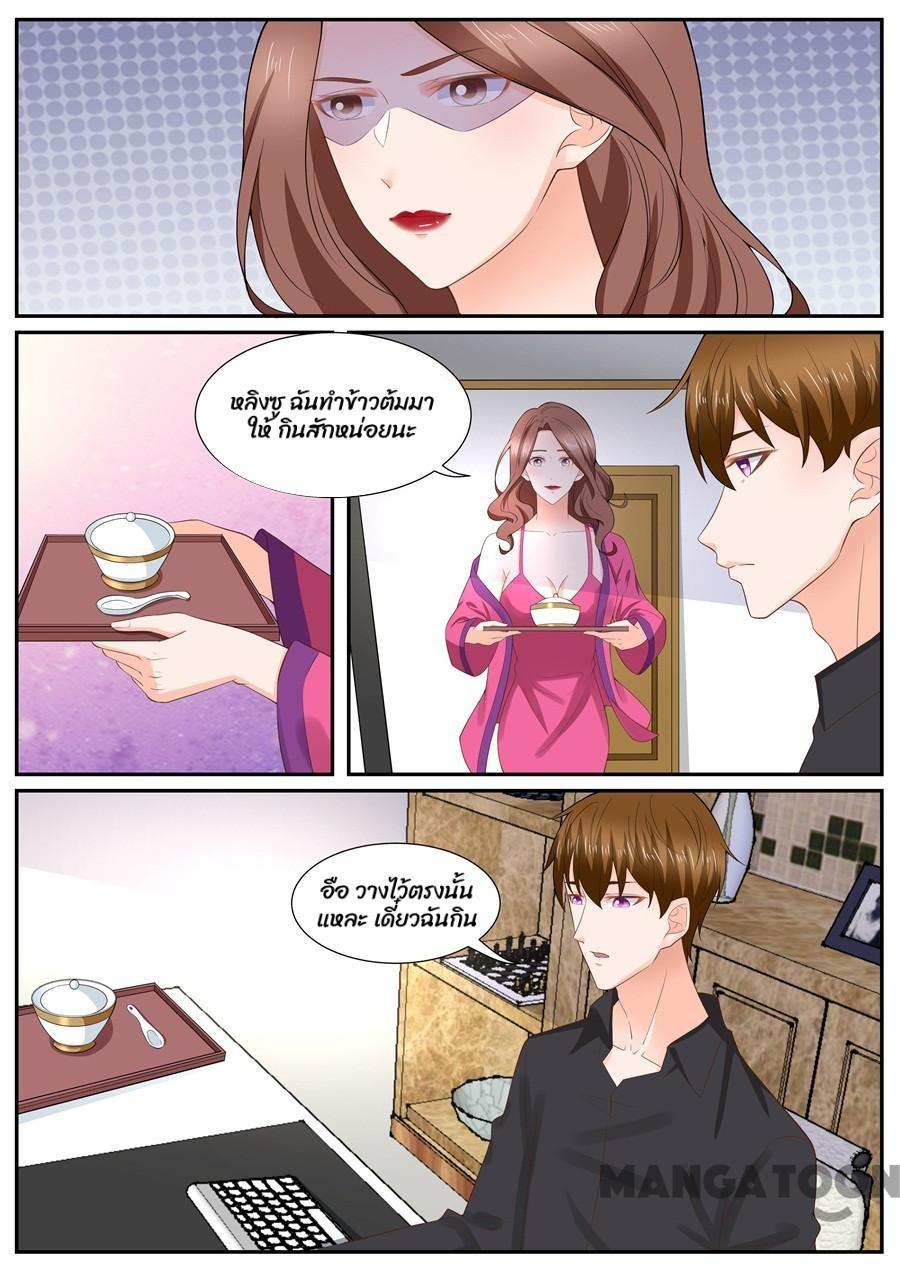 หลิงซู ฉันทำข้าวต้มมา
ให้ กินสักหน่อยนะ
อือ วางไว้ตรงนั้น
แหละ เดี๋ยวฉันกิน
MANGATOON